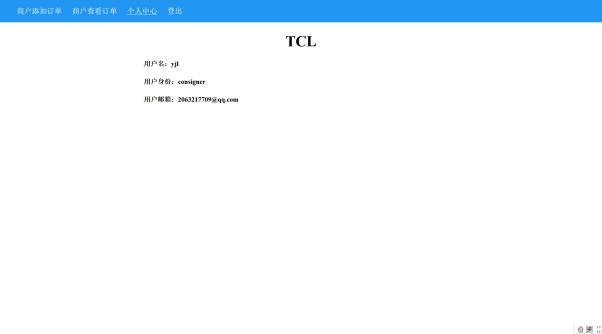 商户添加订单 商户查看订单 个人中心 登出
TCL
用户名：yjl
用户身份：consigner
用户邮箱：2063217709@qq.com